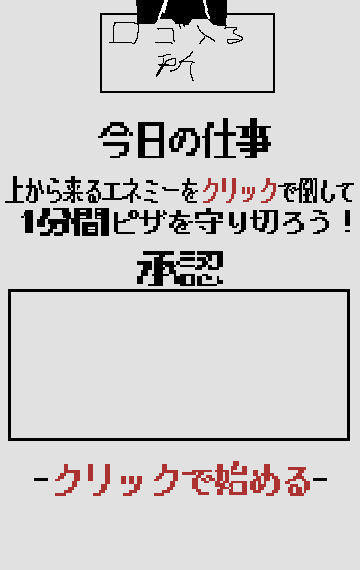 ロゴ入る
所
今日の仕事
上から来るエネミーをクリックで倒して
1分間ピザを守り切ろう！
承認
-クリックで始める-